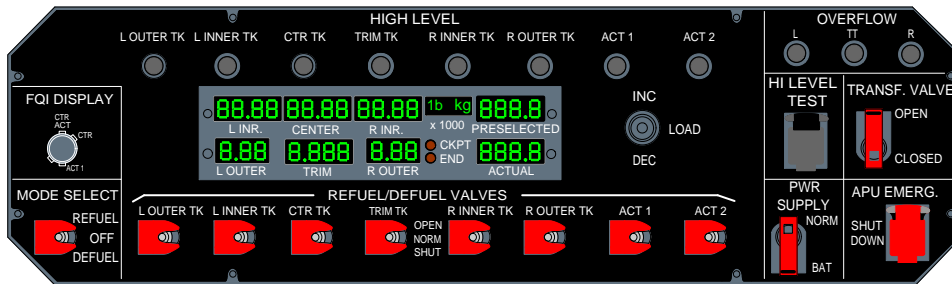 HIGH LEVEL
L OUTER TK L INNER TK CTR TK TRIM TK R INNER TK R OUTER TK ACT 1 ACT 2
OVERFLOW
L TT R
FQI DISPLAY
CTR
ACT
CTR
ACT 1
88.88 88.88 88.88 1b kg 888.8
L INR. CENTER R INR. x 1000 PRESELECTED
8.88 8.888 8.88 CKPT 888.8
END
L OUTER TRIM R OUTER ACTUAL
INC
LOAD
DEC
HI LEVEL
TEST
TRANSF. VALVE
OPEN
CLOSED
MODE SELECT
REFUEL
OFF
DEFUEL
REFUEL/DEFUEL VALVES
L OUTER TK L INNER TK CTR TK TRIM TK R INNER TK R OUTER TK ACT 1 ACT 2
OPEN
NORM
SHUT
PWR
SUPPLY
NORM
BAT
APU EMERG.
SHUT
DOWN